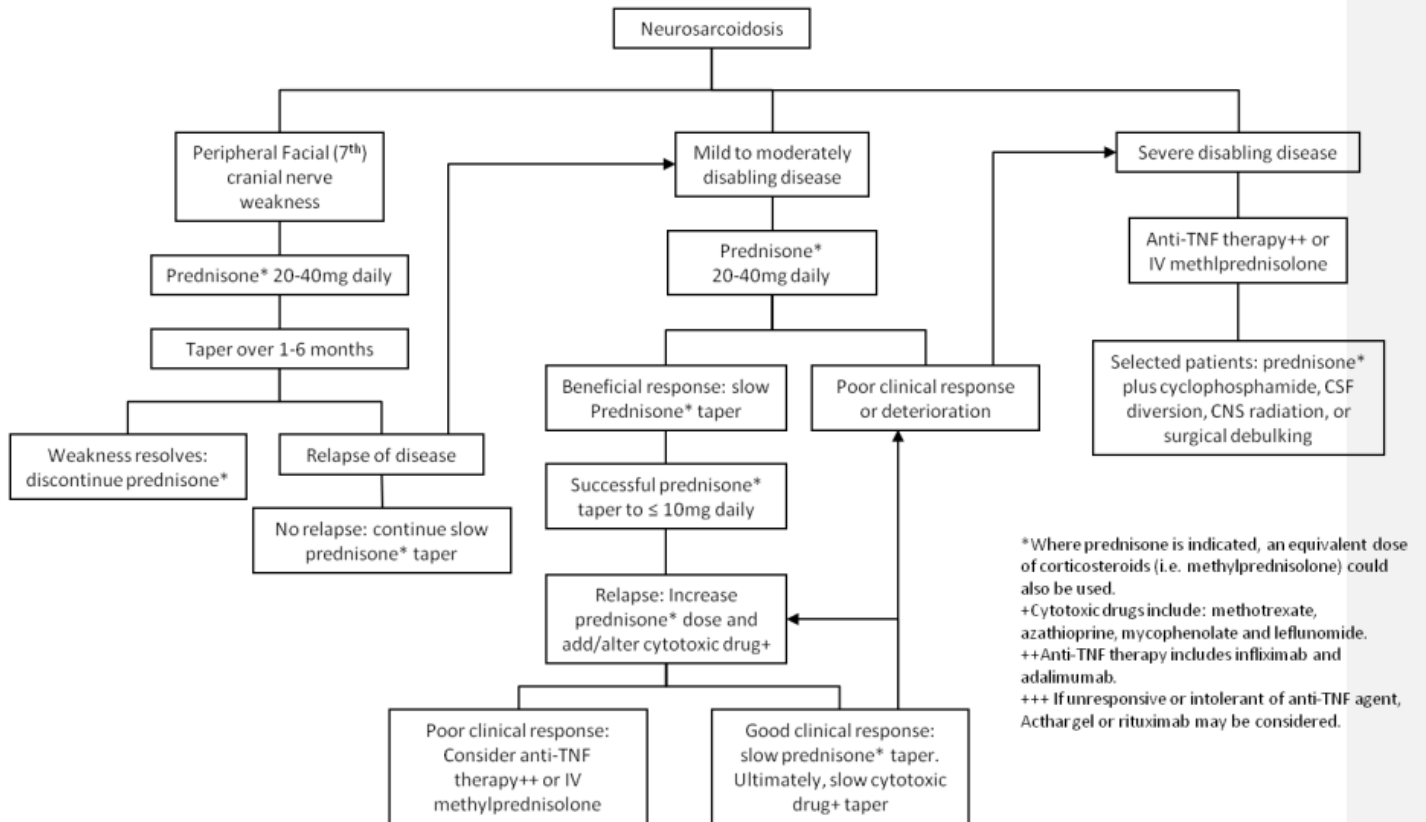 Neurosarcoidosis
Peripheral Facial (7th)
cranial nerve
weakness
Mild to moderately
disabling disease
Severe disabling disease
Prednisone* 20-40mg daily
Prednisone*
20-40mg daily
Anti-TNF therapy++ or
IV methlprednisolone
Taper over 1-6 months
Beneficial response: slow
Prednisone* taper
Poor clinical response
or deterioration
Selected patients: prednisone*
plus cyclophosphamide, CSF
diversion, CNS radiation, or
surgical debulking
Weakness resolves:
discontinue prednisone*
Relapse of disease
No relapse: continue slow
prednisone* taper
Successful prednisone*
taper to ≤ 10mg daily
Relapse: Increase
prednisone* dose and
add/alter cytotoxic drug+
Poor clinical response:
Consider anti-TNF
therapy++ or IV
methylprednisolone
Good clinical response:
slow prednisone* taper.
Ultimately, slow cytotoxic
drug+ taper
*Where prednisone is indicated, an equivalent dose
of corticosteroids (i.e. methylprednisolone) could
also be used.
+Cytotoxic drugs include: methotrexate,
azathioprine, mycophenolate and leflunomide.
++Anti-TNF therapy includes infliximab and
adalimumab.
+++ If unresponsive or intolerant of anti-TNF agent,
Acthargel or rituximab may be considered.